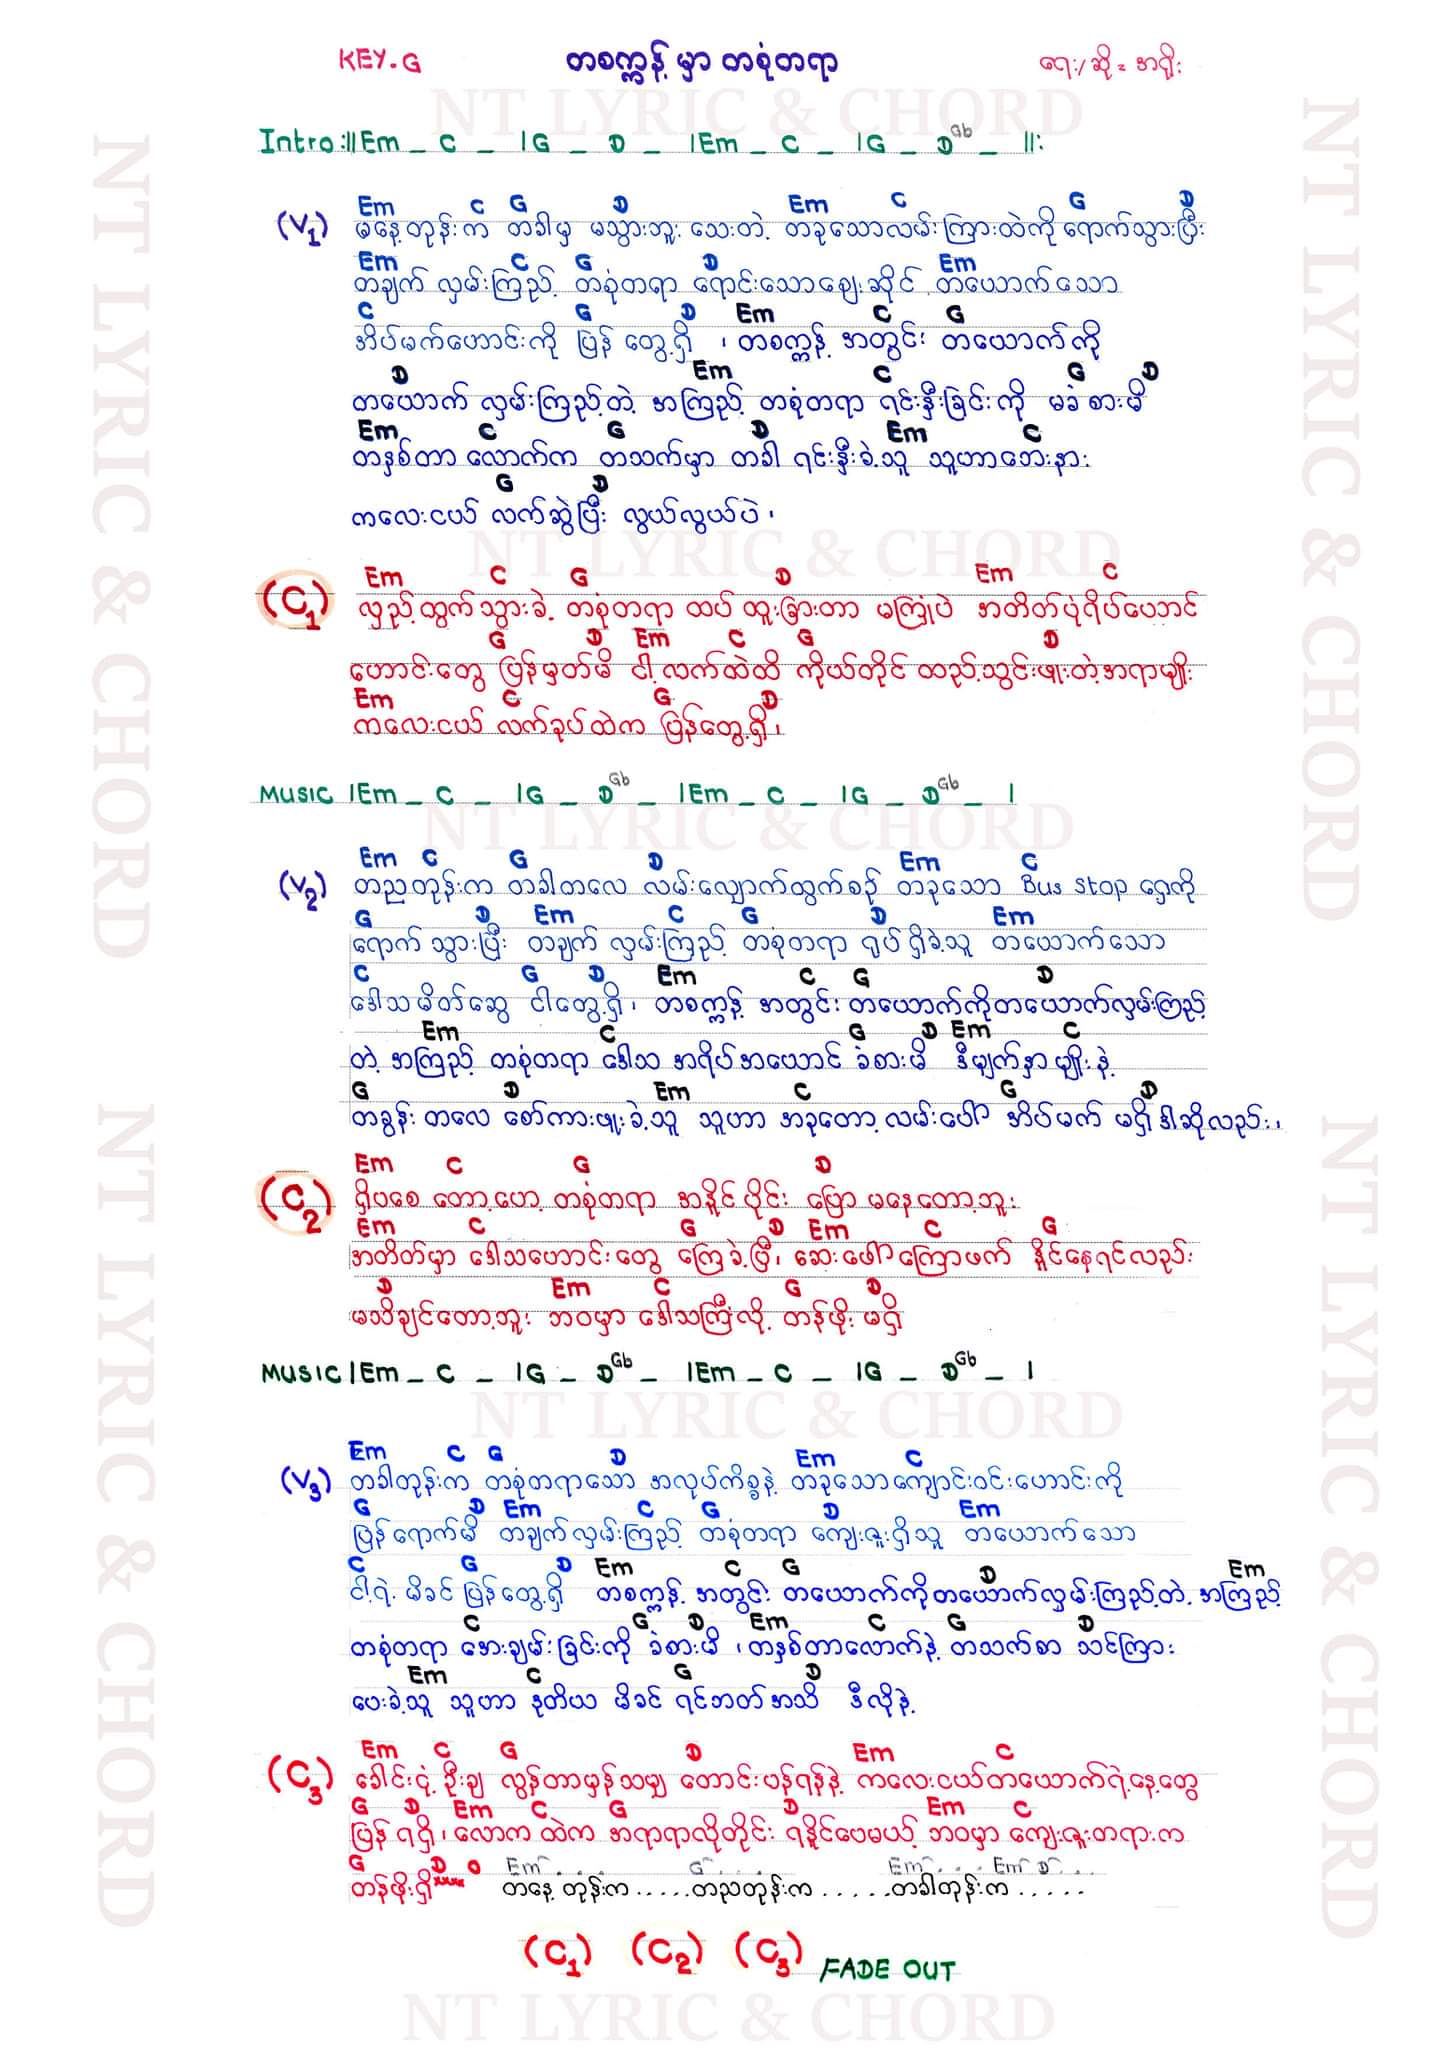 KEY.G တစက္ကန့် မှာ တစုံတရာ ရေး/ဆို = အရိုး
NT LYRIC & CHORD
Intro :||Em _ C _ |G _ D _ |Em _ C _ |G _ D Gb _ ||:
Em C G D Em C G D
(V1) မနေ့တုန်းက တခါမှ မသွားဘူး သေးတဲ့ တခုသောလမ်းကြားထဲကို ရောက်သွားပြီး
Em C G D Em
တချက် လှမ်းကြည့် တစုံတရာ ရောင်းသောဈေးဆိုင် တယောက်သော
C G D Em C G
အိပ်မက်ဟောင်းကို ပြန် တွေ့ရှိ ၊ တစက္ကန့် အတွင်း တယောက်ကို
D Em C G D
တယောက် လှမ်းကြည့်တဲ့ အကြည့် တစုံတရာ ရင်းနှီးခြင်းကို မခံစားမိ
Em C G D Em C
တနှစ်တာ လောက်က တသက်မှာ တခါ ရင်းနှီးခဲ့သူ သူဟာဘေးနား
G D
ကလေးငယ် လက်ဆွဲပြီး လွယ်လွယ်ပဲ ၊
NT LYRIC & CHORD
Em C G D Em C
(C1) လှည့်ထွက်သွားခဲ့ တစုံတရာ ထပ် ထူးခြားတာ မကြုံပဲ အတိတ်ပုံရိပ်ယောင်
G D Em C G D
ဟောင်းတွေ ပြန်မှတ်မိ ငါ့လက်ထဲထိ ကိုယ်တိုင် ထည့်သွင်းဖူးတဲ့အရာမျိုး
Em C G D
ကလေးငယ် လက်ခုပ်ထဲက ပြန်တွေ့ရှိ ၊
MUSIC |Em _ C _ |G _ D Gb _ |Em _ C _ |G _ D Gb _ |
NT LYRIC & CHORD
Em C G D Em C
(V2) တညတုန်းက တခါတလေ လမ်းလျှောက်ထွက်စဉ် တခုသော Bus Stop ရှေ့ကို
G D Em C G D Em
ရောက် သွားပြီး တချက် လှမ်းကြည့် တစုံတရာ ရုပ် ရှိခဲ့သူ တယောက်သော
C G D Em C G D
ဒေါသမိတ်ဆွေ ငါတွေ့ရှိ ၊ တစက္ကန့် အတွင်း တယောက်ကိုတယောက်လှမ်းကြည့်
Em C G D Em C
တဲ့ အကြည့် တစုံတရာ ဒေါသ အရိပ်အယောင် ခံစားမိ ဒီမျက်နှာမျိုးနဲ့
G D Em C G D
တခွန်း တလေ စော်ကားဖူးခဲ့သူ သူဟာ အခုတော့ လမ်းပေါ် အိပ်မက် မရှိဒါဆိုလည်း ၊
Em C G D
(C2) ရှိပါစေ တော့ဟေ့ တစုံတရာ အနိုင်ပိုင်း ပြော မနေတော့ဘူး
Em C G D Em C G
အတိတ်မှာ ဒေါသဟောင်းတွေ ကြေခဲ့ပြီ၊ ဆေးဖေါ်ကြောဖက် နှိုင်နေရင်လည်း
D Em C G D
မသိချင်တော့ဘူး ဘဝမှာ ဒေါသကြီးလို့ တန်ဖိုး မရှိ
MUSIC |Em _ C _ |G _ D Gb _ |Em _ C _ |G _ D Gb _ |
NT LYRIC & CHORD
Em C G D Em C
(V3) တခါတုန်းက တစုံတရာသော အလုပ်ကိစ္စနဲ့ တခုသောကျောင်းဝင်းဟောင်းကို
G D Em C G D Em
ပြန်ရောက်မိ တချက်လှမ်းကြည့် တစုံတရာ ကျေးဇူးရှိသူ တယောက်သော
C G D Em C G D Em
ငါ့ရဲ့ မိခင် ပြန်တွေ့ရှိ တစက္ကန့် အတွင်း တယောက်ကိုတယောက်လှမ်းကြည့်တဲ့ အကြည့်
C G D Em C G D
တစုံတရာ အေးချမ်းခြင်းကို ခံစားမိ ၊ တနှစ်တာလောက်နဲ့ တသက်စာ သင်ကြား
Em C G D
ပေးခဲ့သူ သူဟာ ဒုတိယ မိခင် ရင်ဘတ်အသိ ဒီလိုနဲ့
Em C G D Em C
(C3) ခေါင်းငုံ့ ဦးချ လွန်တာမှန်သမျှ တောင်းပန်ရန်နဲ့ ကလေးငယ်တယောက်ရဲ့နေ့တွေ
G D Em C G D Em C
ပြန် ရရှိ ၊ လောက ထဲက အရာရာလိုတိုင်း ရနိူင်ပေမယ့် ဘဝမှာ ကျေးဇူးတရားက
G D o Em G Em Em D
တန်ဖိုးရှိ xxxx တနေ့ တုန်းက ..... တညတုန်းက ..... တခါတုန်းက .....
(C1) (C2) (C3) FADE OUT
NT LYRIC & CHORD
NT LYRIC & CHORD
NT LYRIC & CHORD
NT LYRIC & CHORD
NT LYRIC & CHORD